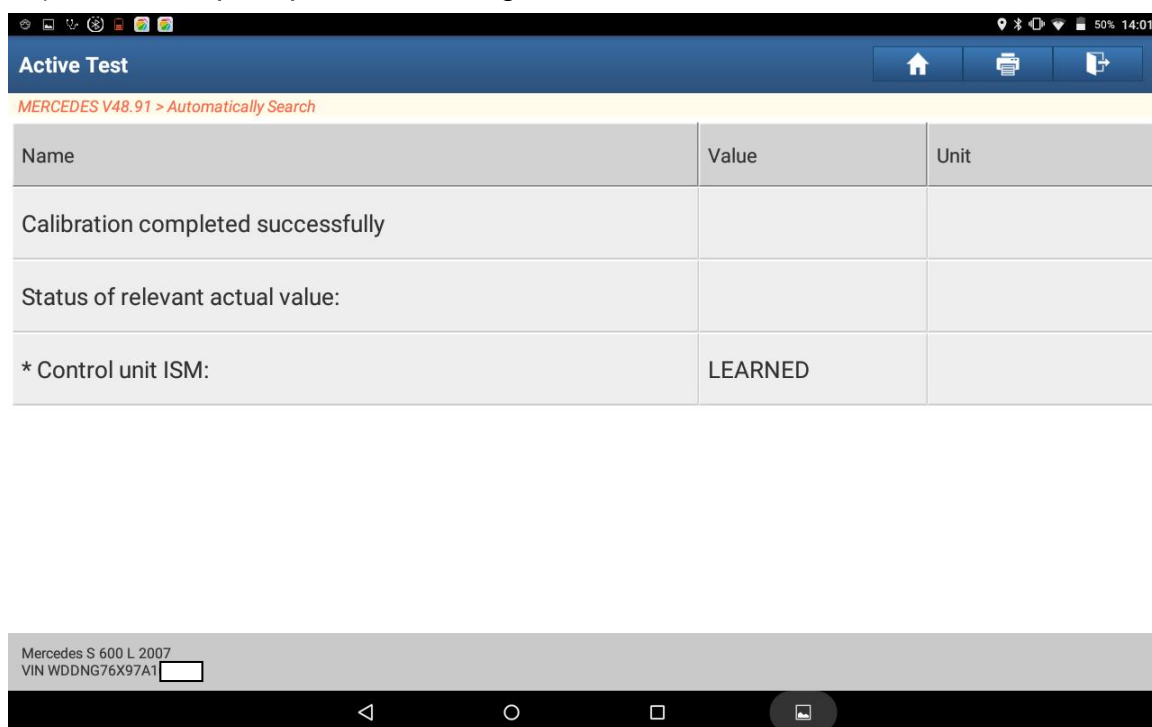 50% 14:01
Active Test
MERCEDES V48.91 > Automatically Search
Name Value Unit
Calibration completed successfully
Status of relevant actual value:
* Control unit ISM: LEARNED
Mercedes S 600 L 2007
VIN WDDNG76X97A1